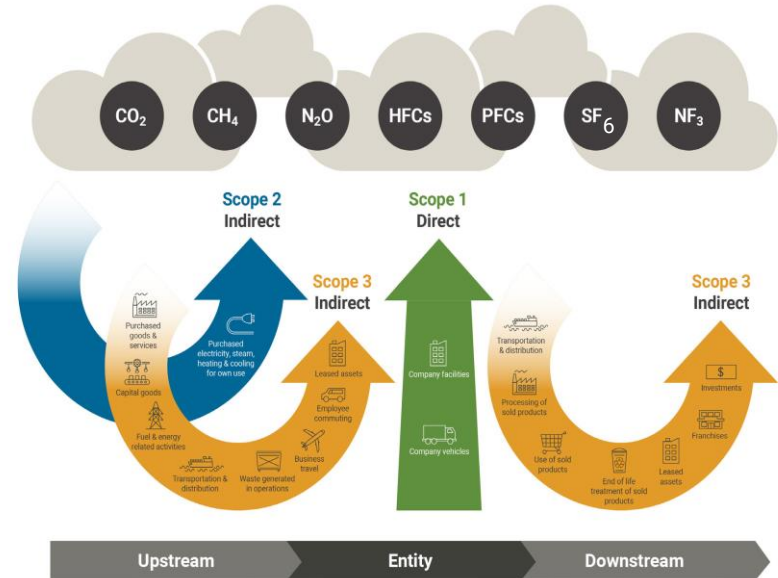 CO₂
CH₄
N₂O
HFCs
PFCs
SF₆
NF₃
Scope 2
Indirect
Scope 1
Direct
Scope 3
Indirect
Scope 3
Indirect
Purchased
electricity, steam,
heating & cooling
for own use
Purchased
goods &
services
Capital goods
Fuel & energy
related activities
Transportation &
distribution
Waste generated
in operations
Business
travel
Employee
commuting
Leased assets
Company facilities
Company vehicles
Transportation
& distribution
Processing of
sold products
Use of sold
products
End of life
treatment of sold
products
Leased
assets
Franchises
$
Investments
Upstream
Entity
Downstream